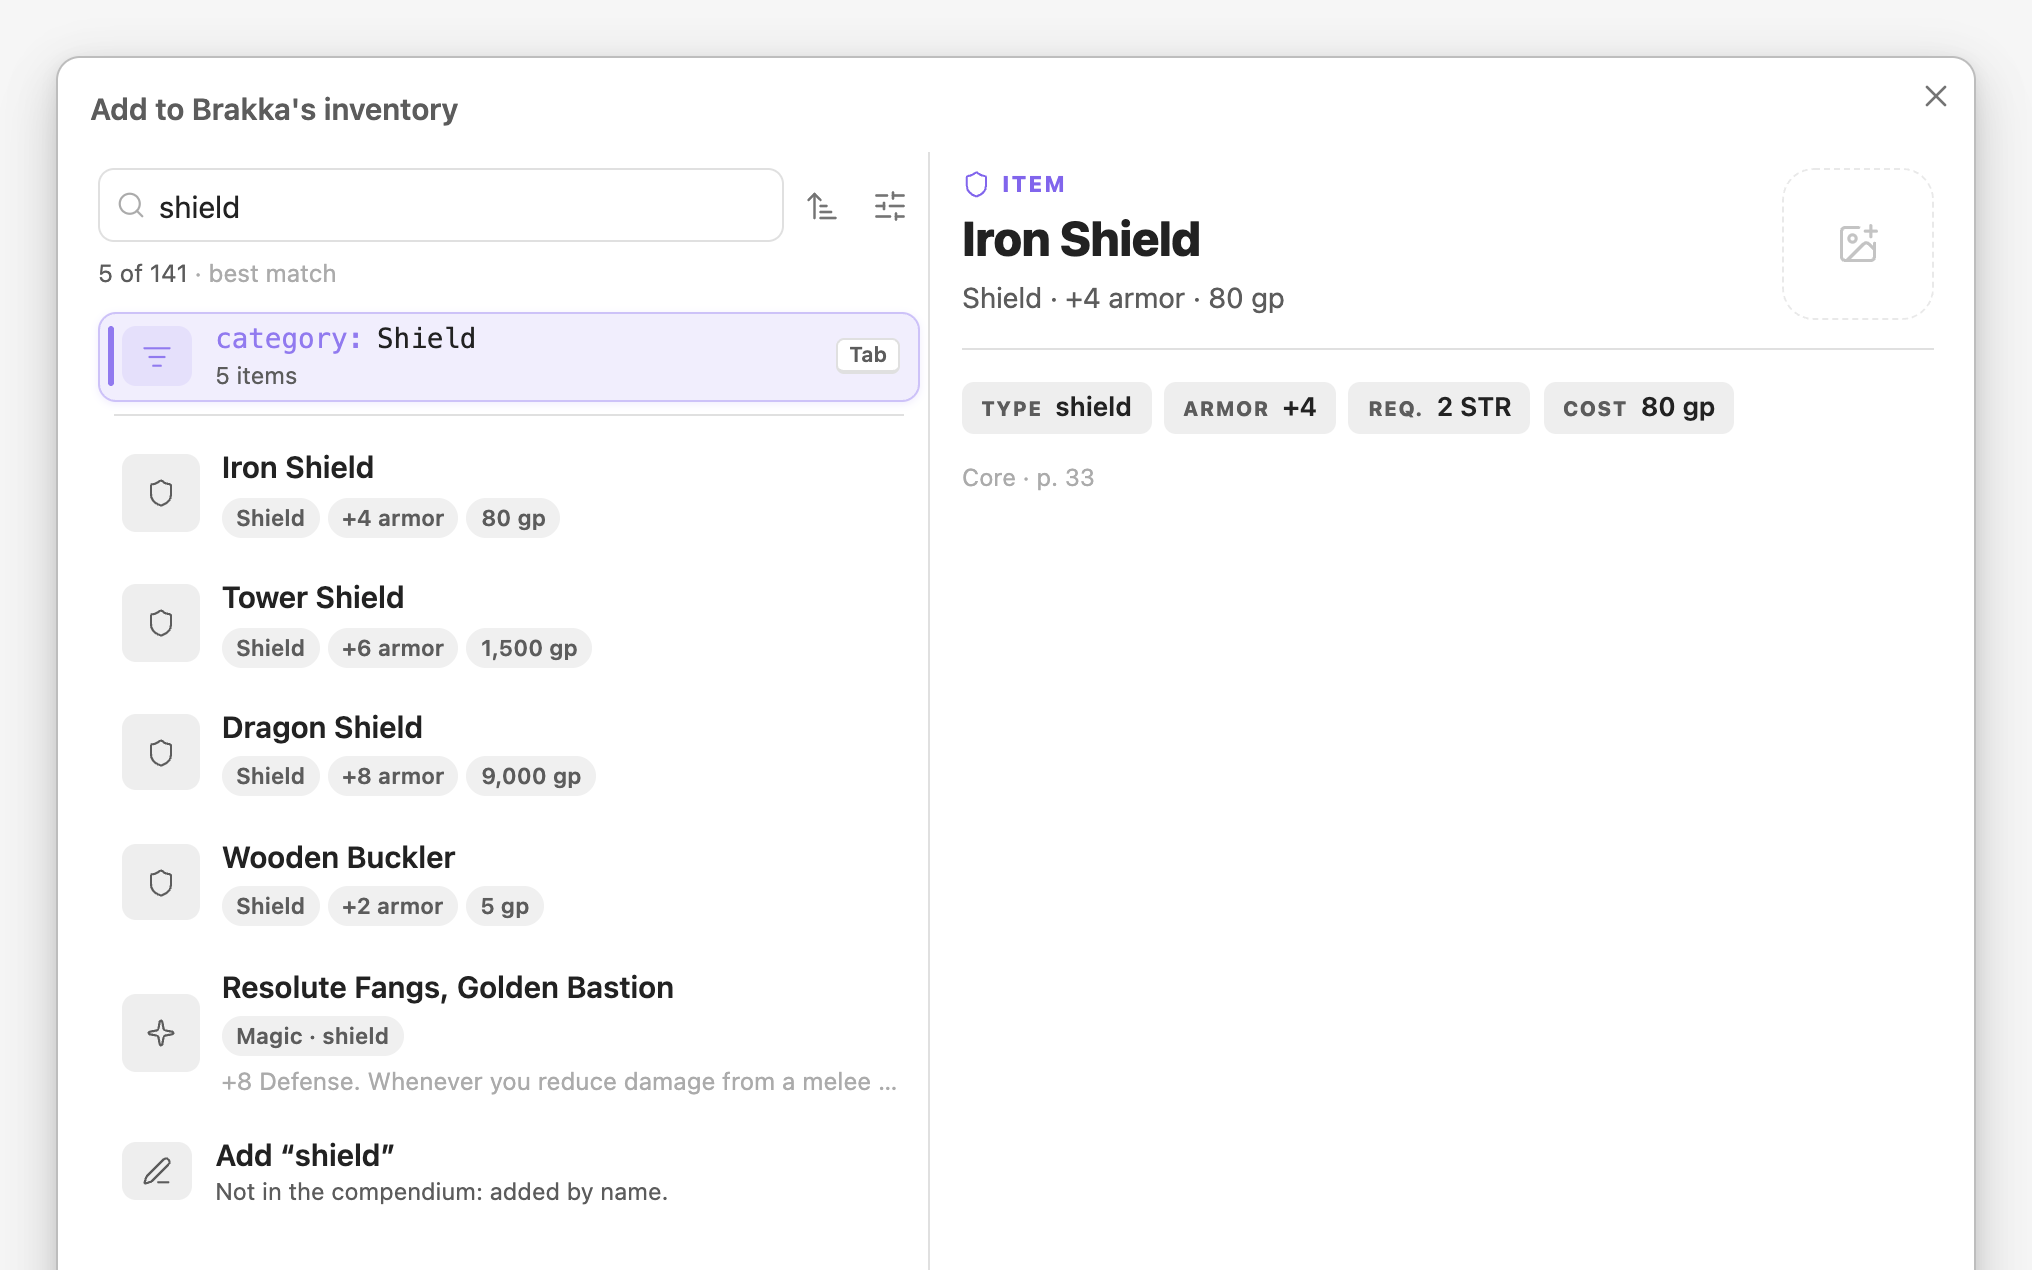 Add to Brakka's inventory
shield
5 of 141 · best match
category: Shield
5 items
Tab
Iron Shield
Shield +4 armor 80 gp
Tower Shield
Shield +6 armor 1,500 gp
Dragon Shield
Shield +8 armor 9,000 gp
Wooden Buckler
Shield +2 armor 5 gp
Resolute Fangs, Golden Bastion
Magic · shield
+8 Defense. Whenever you reduce damage from a melee ...
Add “shield”
Not in the compendium: added by name.
ITEM
Iron Shield
Shield · +4 armor · 80 gp
TYPE shield ARMOR +4 REQ. 2 STR COST 80 gp
Core · p. 33